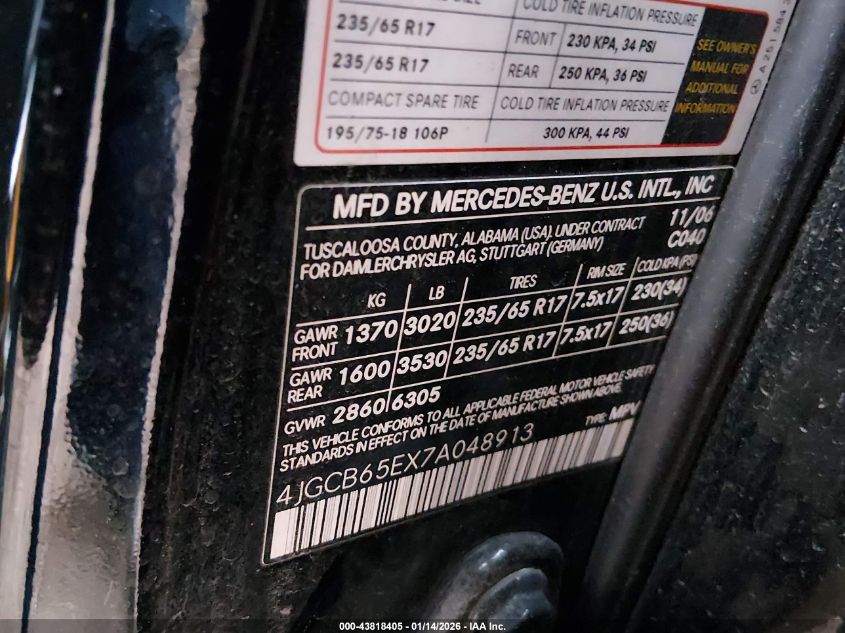 SIZE COLD TIRE INFLATION PRESSURE
235/65 R17 FRONT 230 KPA, 34 PSI
235/65 R17 REAR 250 KPA, 36 PSI
COMPACT SPARE TIRE COLD TIRE INFLATION PRESSURE
195/75-18 106P 300 KPA, 44 PSI
SEE OWNER'S
MANUAL FOR
ADDITIONAL
INFORMATION
MFD BY MERCEDES-BENZ U.S. INTL., INC
TUSCALOOSA COUNTY, ALABAMA (USA). UNDER CONTRACT 11/06
FOR DAIMLERCHRYSLER AG, STUTTGART (GERMANY) C040
KG LB TIRES RIM SIZE COLD KPA (PSI)
GAWR FRONT 1370 3020 235/65 R17 7.5x17 230(34)
GAWR REAR 1600 3530 235/65 R17 7.5x17 250(36)
GVWR 2860 6305
THIS VEHICLE CONFORMS TO ALL APPLICABLE FEDERAL MOTOR VEHICLE SAFETY
STANDARDS IN EFFECT ON THE DATE OF MANUFACTURE SHOWN ABOVE.
TYPE: MPV
4JGCB65EX7A048913
000-43818405 - 01/14/2026 - IAA Inc.